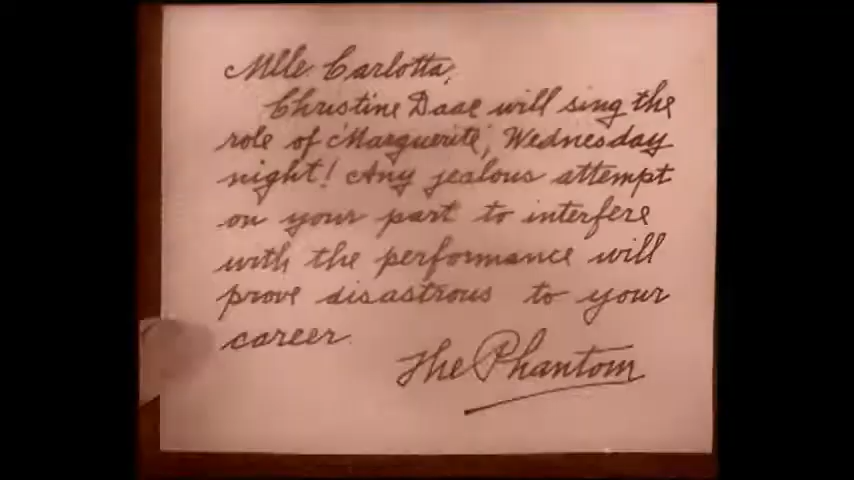 Mlle. Carlotta,
Christine Daae will sing the
role of 'Marguerite', Wednesday
night! Any jealous attempt
on your part to interfere
with the performance will
prove disastrous to your
career.
The Phantom